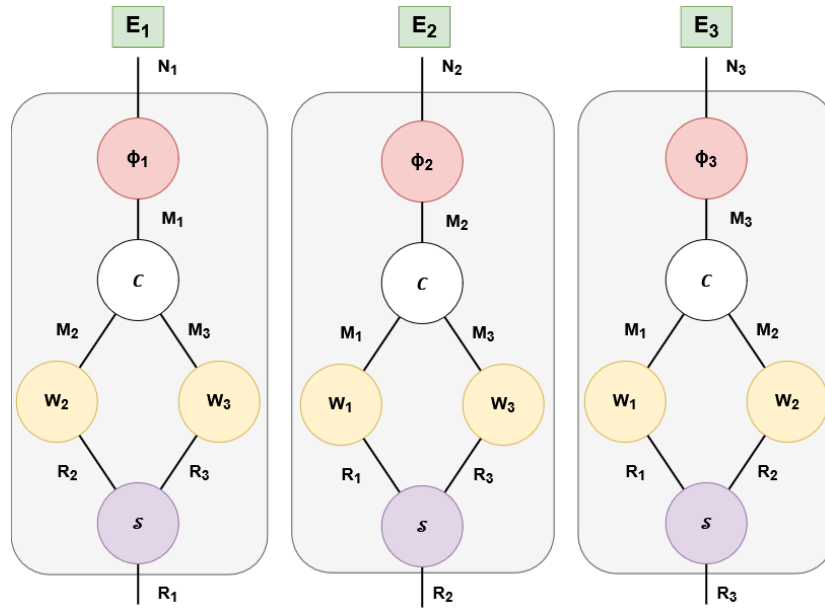 E₁ E₂ E₃
N₁ N₂ N₃
Φ₁ Φ₂ Φ₃
M₁ M₂ M₃
C C C
M₂ M₃ M₁ M₃ M₁ M₂
W₂ W₃ W₁ W₃ W₁ W₂
R₂ R₃ R₁ R₃ R₁ R₂
𝒮 𝒮 𝒮
R₁ R₂ R₃